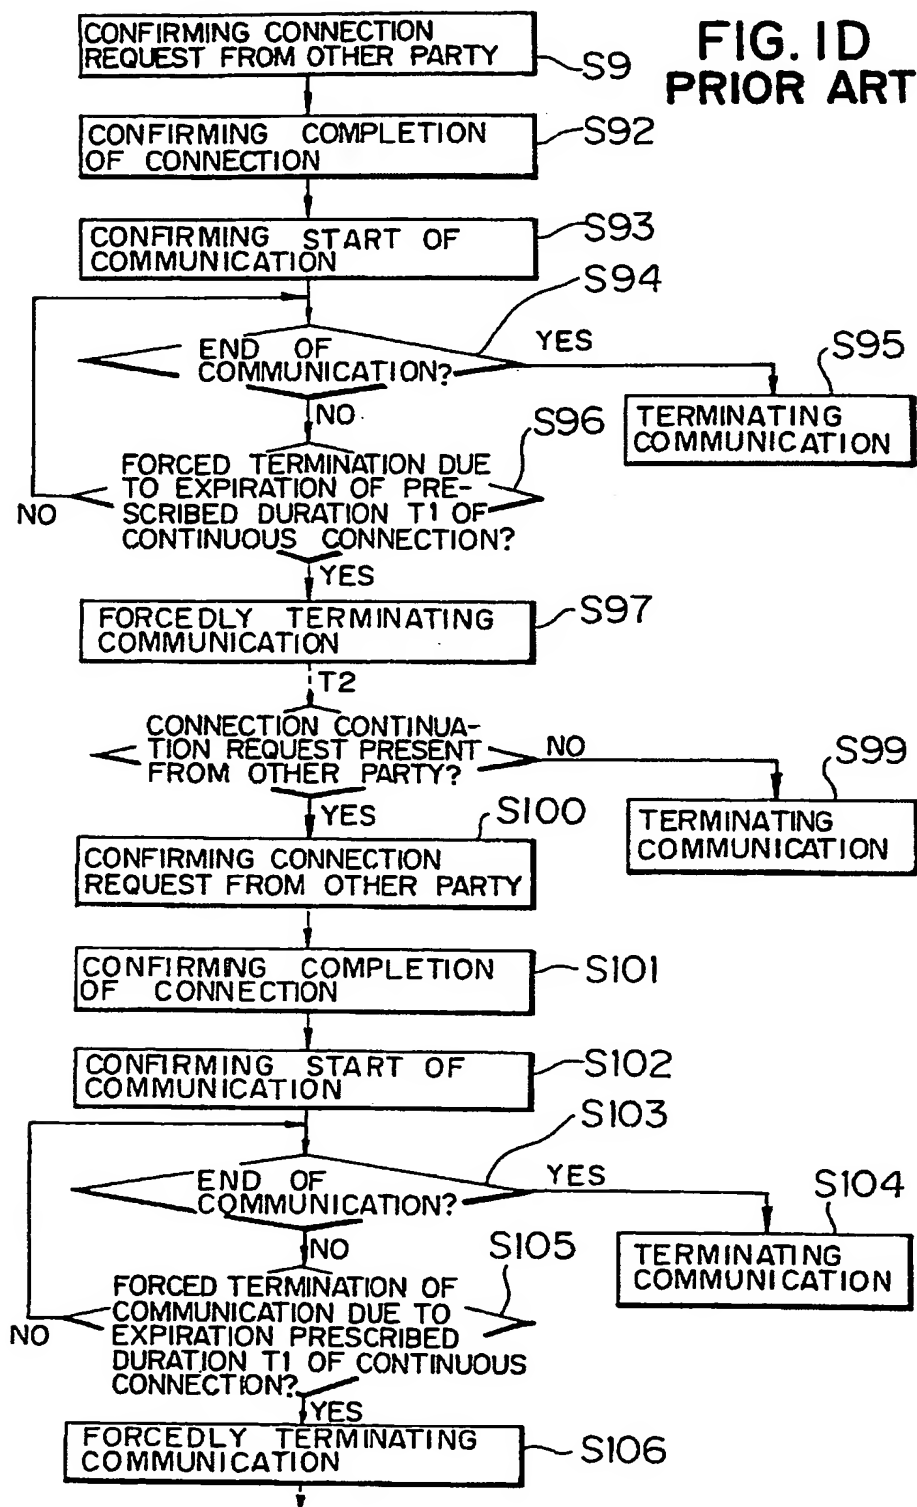 FIG. 1D
PRIOR ART
CONFIRMING CONNECTION
REQUEST FROM OTHER PARTY
S9
CONFIRMING COMPLETION
OF CONNECTION
S92
CONFIRMING START OF
COMMUNICATION
S93
S94
END OF
COMMUNICATION?
YES
S95
TERMINATING
COMMUNICATION
NO
S96
FORCED TERMINATION DUE
TO EXPIRATION OF PRE-
SCRIBED DURATION T1 OF
CONTINUOUS CONNECTION?
NO
YES
FORCEDLY TERMINATING
COMMUNICATION
S97
T2
CONNECTION CONTINUA-
TION REQUEST PRESENT
FROM OTHER PARTY?
NO
S99
TERMINATING
COMMUNICATION
YES
S100
CONFIRMING CONNECTION
REQUEST FROM OTHER PARTY
CONFIRMING COMPLETION
OF CONNECTION
S101
CONFIRMING START OF
COMMUNICATION
S102
S103
END OF
COMMUNICATION?
YES
S104
TERMINATING
COMMUNICATION
NO
S105
FORCED TERMINATION OF
COMMUNICATION DUE TO
EXPIRATION PRESCRIBED
DURATION T1 OF CONTINUOUS
CONNECTION?
NO
YES
FORCEDLY TERMINATING
COMMUNICATION
S106